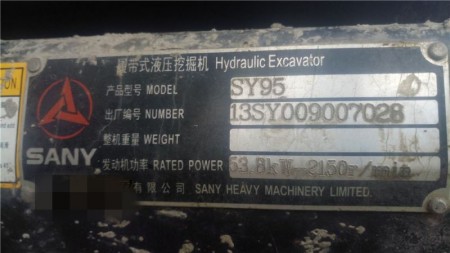 带式液压挖掘机 Hydraulic Excavator
产品型号 MODEL SY95
出厂编号 NUMBER 13SY009007028
整机重量 WEIGHT
发动机功率 RATED POWER 53.8kW 2150r/min
SANY
有限公司 SANY HEAVY MACHINERY LIMITED.